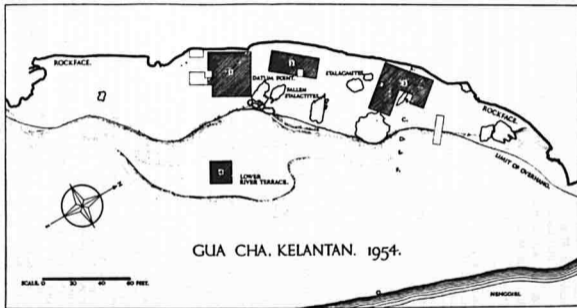 ROCKFACE.
DATUM POINT.
FALLEN
STALACTITES.
STALAGMITES.
ROCKFACE.
C.
D.
E.
F.
LIMIT OF OVERHANG.
LOWER
RIVER TERRACE.
GUA CHA, KELANTAN. 1954.
SCALE. 0 20 40 60 FEET.
NENGGIRI.